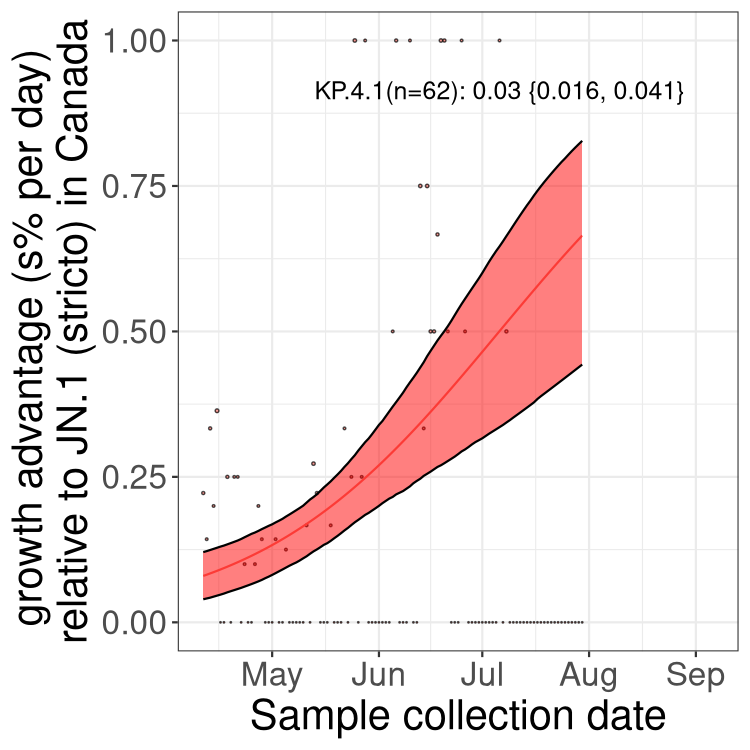 growth advantage (s% per day)
relative to JN.1 (stricto) in Canada
1.00
0.75
0.50
0.25
0.00
KP.4.1(n=62): 0.03 {0.016, 0.041}
May Jun Jul Aug Sep
Sample collection date